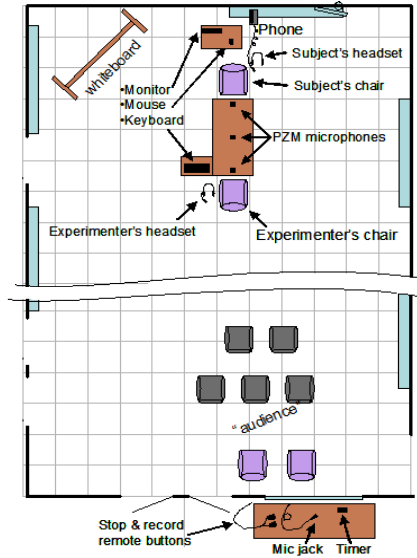 Phone
whiteboard
Subject's headset
•Monitor
Subject's chair
•Mouse
•Keyboard
PZM microphones
Experimenter's headset
Experimenter's chair
"audience"
Stop & record
remote buttons
Mic jack
Timer